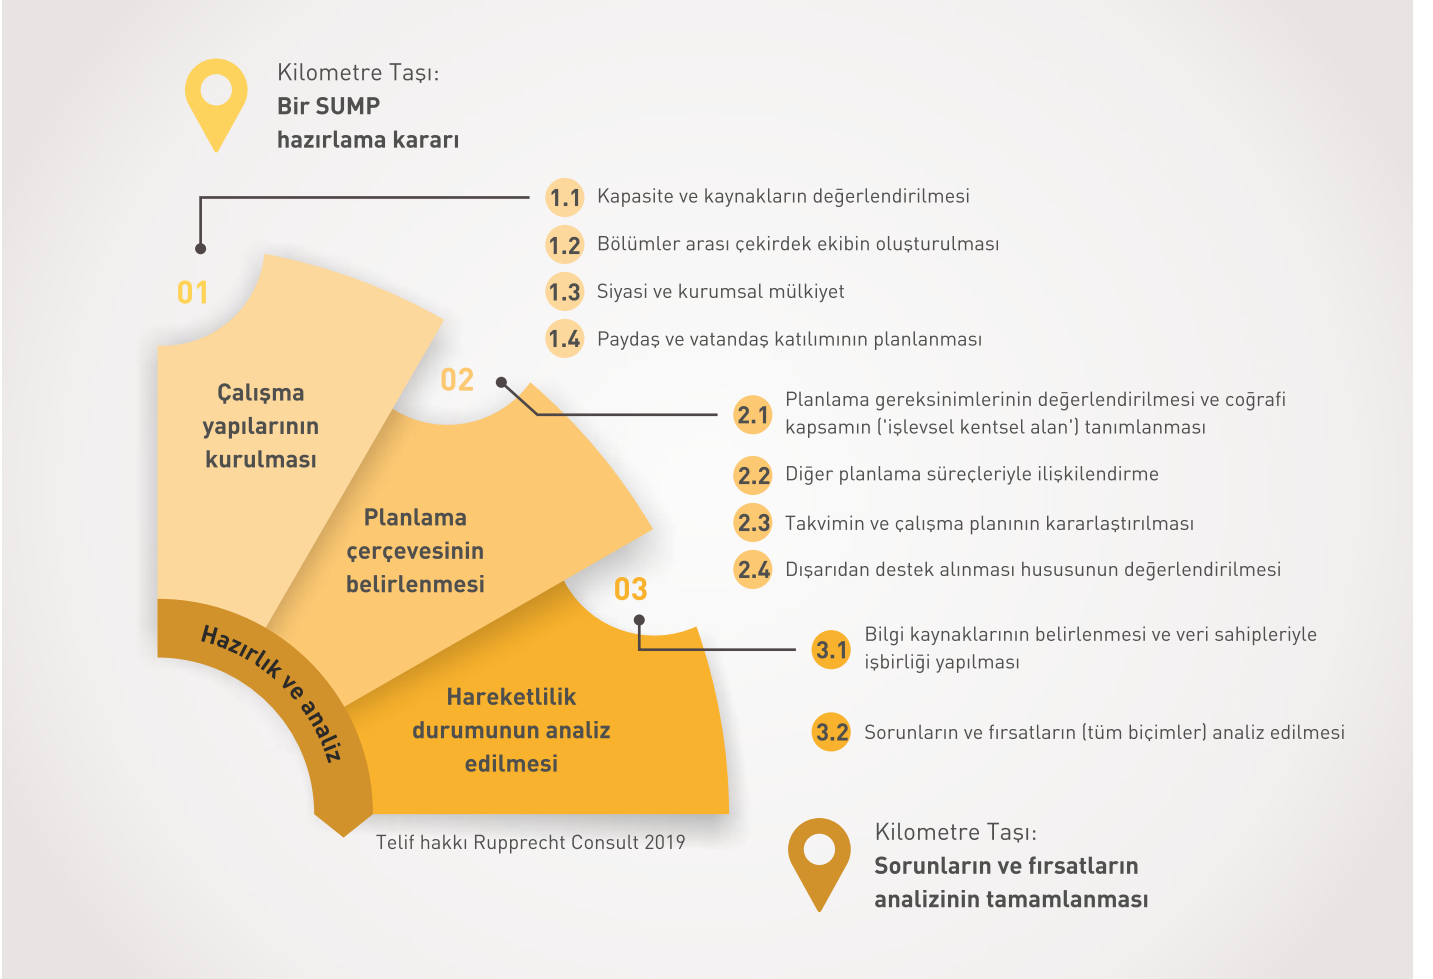 Kilometre Taşı:
Bir SUMP
hazırlama kararı
1.1 Kapasite ve kaynakların değerlendirilmesi
1.2 Bölümler arası çekirdek ekibin oluşturulması
1.3 Siyasi ve kurumsal mülkiyet
1.4 Paydaş ve vatandaş katılımının planlanması
01
Çalışma
yapılarının
kurulması
02
2.1 Planlama gereksinimlerinin değerlendirilmesi ve coğrafi
kapsamın ('işlevsel kentsel alan') tanımlanması
2.2 Diğer planlama süreçleriyle ilişkilendirme
2.3 Takvimin ve çalışma planının kararlaştırılması
2.4 Dışarıdan destek alınması hususunun değerlendirilmesi
Planlama
çerçevesinin
belirlenmesi
03
3.1 Bilgi kaynaklarının belirlenmesi ve veri sahipleriyle
işbirliği yapılması
3.2 Sorunların ve fırsatların (tüm biçimler) analiz edilmesi
Hareketlilik
durumunun analiz
edilmesi
Hazırlık ve analiz
Telif hakkı Rupprecht Consult 2019
Kilometre Taşı:
Sorunların ve fırsatların
analizinin tamamlanması